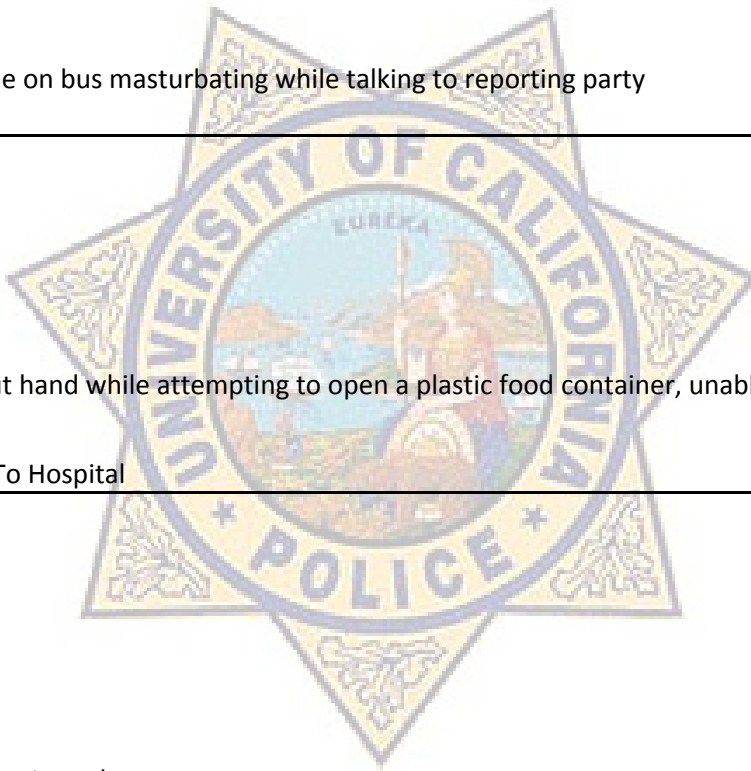 e on bus masturbating while talking to reporting party
UNIVERSITY OF CALIFORNIA
EUREKA
t hand while attempting to open a plastic food container, unabl
To Hospital
* POLICE *